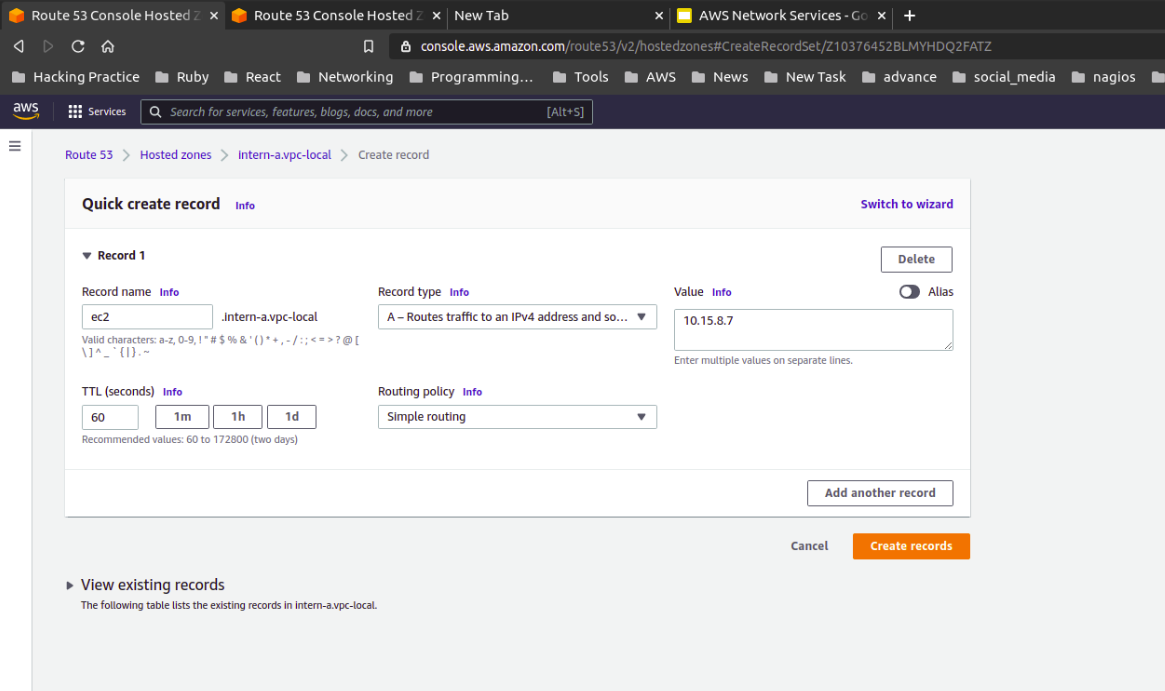 Route 53 Console Hosted Z
Route 53 Console Hosted Z
New Tab
AWS Network Services - Go
console.aws.amazon.com/route53/v2/hostedzones#CreateRecordSet/Z10376452BLMYHDQ2FATZ
Hacking Practice Ruby React Networking Programming... Tools AWS News New Task advance social_media nagios
aws Services Search for services, features, blogs, docs, and more [Alt+S]
Route 53 > Hosted zones > intern-a.vpc-local > Create record
Quick create record Info Switch to wizard
Record 1 Delete
Record name Info
ec2 .intern-a.vpc-local
Valid characters: a-z, 0-9, ! " # $ % & ' ( ) * + , - / : ; < = > ? @ [
\ ] ^ _ ` { | } . ~
Record type Info
A – Routes traffic to an IPv4 address and so...
Value Info Alias
10.15.8.7
Enter multiple values on separate lines.
TTL (seconds) Info
60 1m 1h 1d
Recommended values: 60 to 172800 (two days)
Routing policy Info
Simple routing
Add another record
Cancel Create records
View existing records
The following table lists the existing records in intern-a.vpc-local.